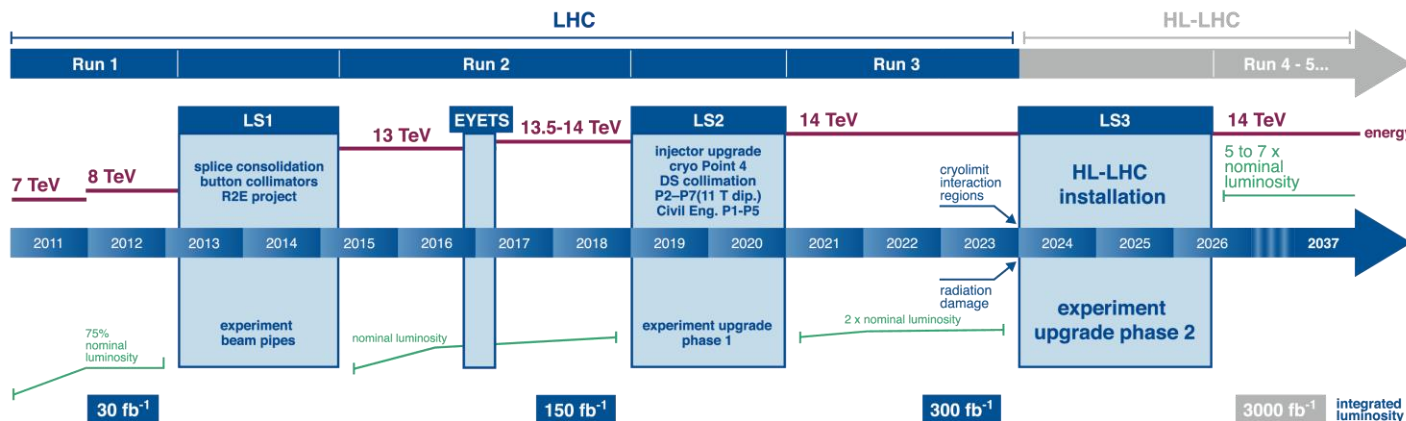 LHC
HL-LHC
Run 1
Run 2
Run 3
Run 4 - 5...
LS1
EYETS
LS2
LS3
7 TeV
8 TeV
13 TeV
13.5-14 TeV
14 TeV
14 TeV
energy
splice consolidation
button collimators
R2E project
injector upgrade
cryo Point 4
DS collimation
P2–P7(11 T dip.)
Civil Eng. P1-P5
cryolimit
interaction
regions
HL-LHC
installation
5 to 7 x
nominal
luminosity
2011
2012
2013
2014
2015
2016
2017
2018
2019
2020
2021
2022
2023
2024
2025
2026
2037
75%
nominal
luminosity
experiment
beam pipes
nominal luminosity
experiment upgrade
phase 1
2 x nominal luminosity
radiation
damage
experiment
upgrade phase 2
30 fb⁻¹
150 fb⁻¹
300 fb⁻¹
3000 fb⁻¹
integrated
luminosity